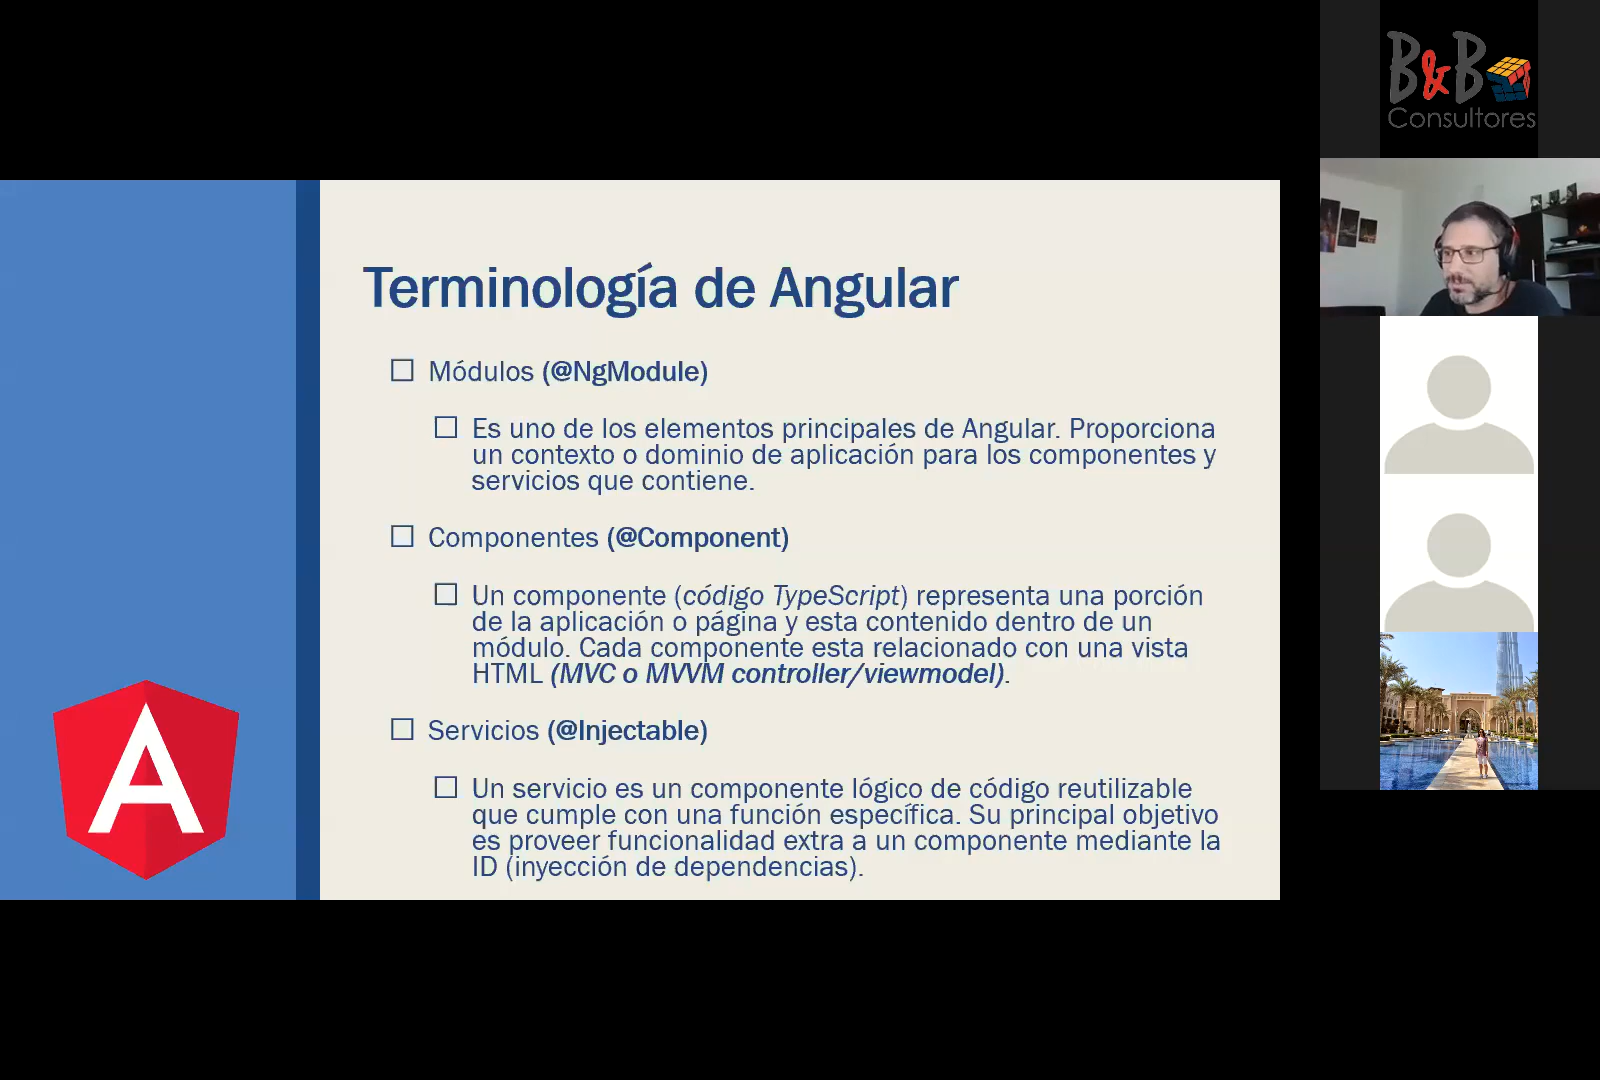 B&B
Consultores
Terminología de Angular
Módulos (@NgModule)
Es uno de los elementos principales de Angular. Proporciona
un contexto o dominio de aplicación para los componentes y
servicios que contiene.
Componentes (@Component)
Un componente (código TypeScript) representa una porción
de la aplicación o página y esta contenido dentro de un
módulo. Cada componente esta relacionado con una vista
HTML (MVC o MVVM controller/viewmodel).
Servicios (@Injectable)
Un servicio es un componente lógico de código reutilizable
que cumple con una función específica. Su principal objetivo
es proveer funcionalidad extra a un componente mediante la
ID (inyección de dependencias).
A